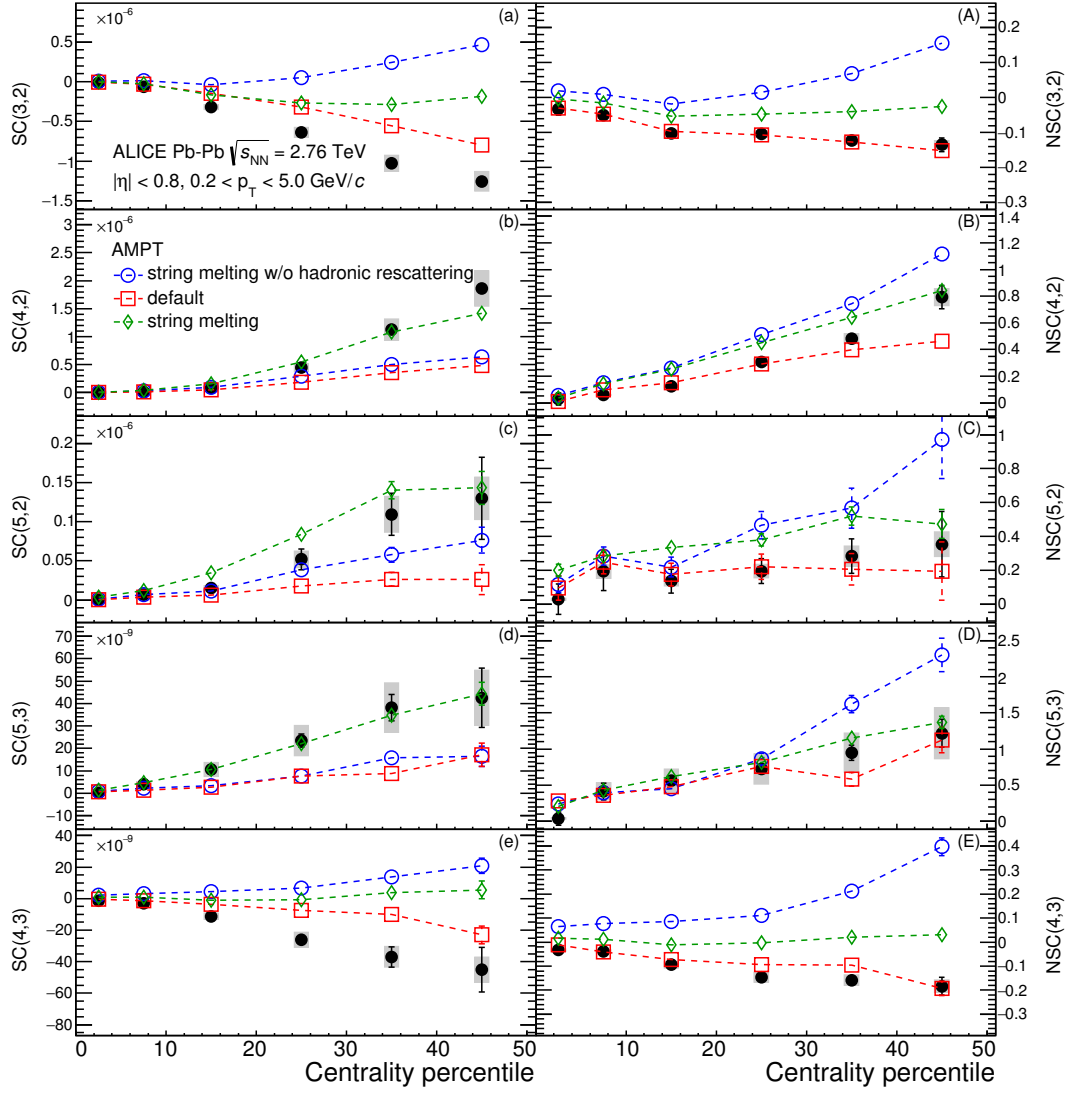 ×10⁻⁶
(a)
0.5
0
−0.5
−1
−1.5
SC(3,2)
ALICE Pb-Pb √s_NN = 2.76 TeV
|η| < 0.8, 0.2 < p_T < 5.0 GeV/c
(A)
0.2
0.1
0
−0.1
−0.2
−0.3
NSC(3,2)
×10⁻⁶
(b)
3
2.5
2
1.5
1
0.5
0
SC(4,2)
AMPT
string melting w/o hadronic rescattering
default
string melting
(B)
1.4
1.2
1
0.8
0.6
0.4
0.2
0
NSC(4,2)
×10⁻⁶
(c)
0.2
0.15
0.1
0.05
0
SC(5,2)
(C)
1
0.8
0.6
0.4
0.2
0
NSC(5,2)
×10⁻⁹
(d)
70
60
50
40
30
20
10
0
−10
SC(5,3)
(D)
2.5
2
1.5
1
0.5
0
NSC(5,3)
×10⁻⁹
(e)
40
20
0
−20
−40
−60
−80
SC(4,3)
(E)
0.4
0.3
0.2
0.1
0
−0.1
−0.2
−0.3
NSC(4,3)
0 10 20 30 40 50
10 20 30 40 50
Centrality percentile
Centrality percentile